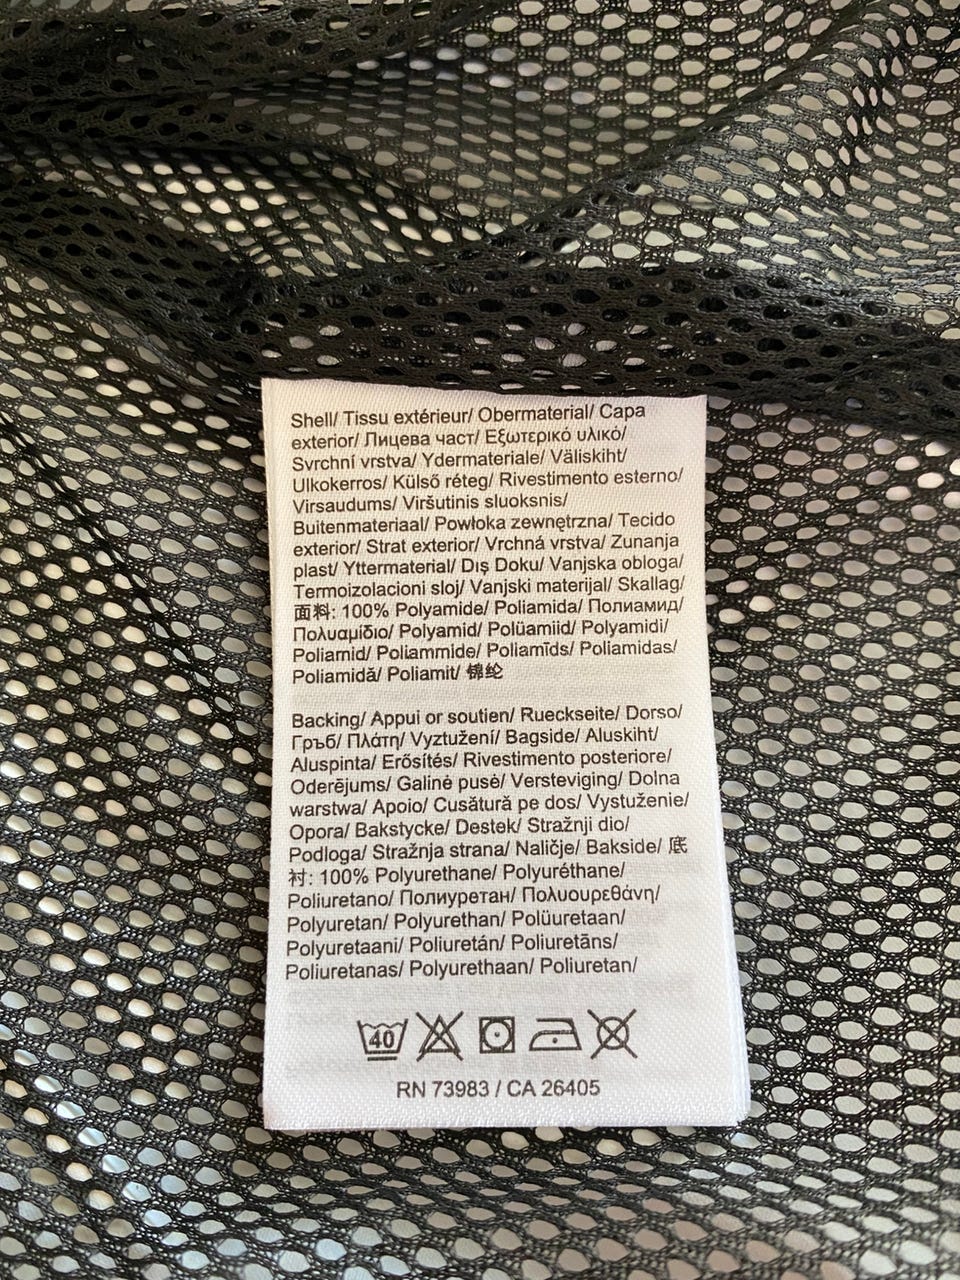 Shell/ Tissu extérieur/ Obermaterial/ Capa
exterior/ Лицева част/ Εξωτερικό υλικό/
Svrchní vrstva/ Ydermateriale/ Väliskiht/
Ulkokerros/ Külső réteg/ Rivestimento esterno/
Virsaudums/ Viršutinis sluoksnis/
Buitenmateriaal/ Powłoka zewnętrzna/ Tecido
exterior/ Strat exterior/ Vrchná vrstva/ Zunanja
plast/ Yttermaterial/ Dış Doku/ Vanjska obloga/
Termoizolacioni sloj/ Vanjski materijal/ Skallag/
面料: 100% Polyamide/ Poliamida/ Полиамид/
Πολυαμίδιο/ Polyamid/ Polüamiid/ Polyamidi/
Poliamid/ Poliammide/ Poliamīds/ Poliamidas/
Poliamidă/ Poliamit/ 锦纶
Backing/ Appui or soutien/ Rueckseite/ Dorso/
Гръб/ Πλάτη/ Vyztužení/ Bagside/ Aluskiht/
Aluspinta/ Erősítés/ Rivestimento posteriore/
Oderējums/ Galinė pusė/ Versteviging/ Dolna
warstwa/ Apoio/ Cusătură pe dos/ Vystuženie/
Opora/ Bakstycke/ Destek/ Stražnji dio/
Podloga/ Stražnja strana/ Naličje/ Bakside/ 底
衬: 100% Polyurethane/ Polyuréthane/
Poliuretano/ Полиуретан/ Πολυουρεθάνη/
Polyuretan/ Polyurethan/ Polüuretaan/
Polyuretaani/ Poliuretán/ Poliuretāns/
Poliuretanas/ Polyurethaan/ Poliuretan/
40
RN 73983 / CA 26405